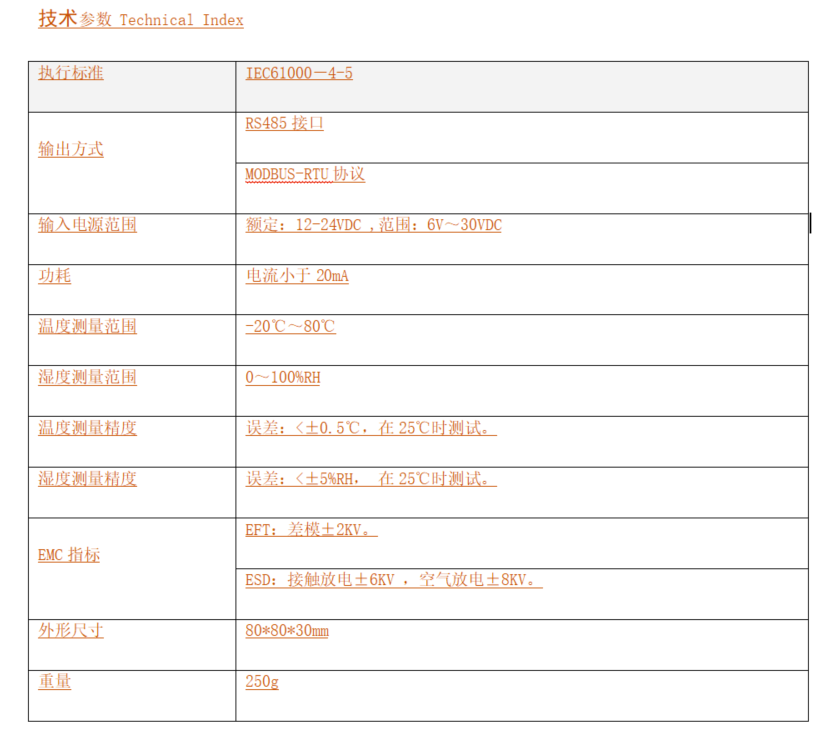 技术参数 Technical Index
执行标准 IEC61000－4-5
输出方式 RS485 接口
MODBUS-RTU 协议
输入电源范围 额定：12-24VDC ,范围：6V～30VDC
功耗 电流小于 20mA
温度测量范围 -20℃～80℃
湿度测量范围 0～100%RH
温度测量精度 误差：<±0.5℃，在 25℃时测试。
湿度测量精度 误差：<±5%RH， 在 25℃时测试。
EMC 指标 EFT：差模±2KV。
ESD：接触放电±6KV ，空气放电±8KV。
外形尺寸 80*80*30mm
重量 250g